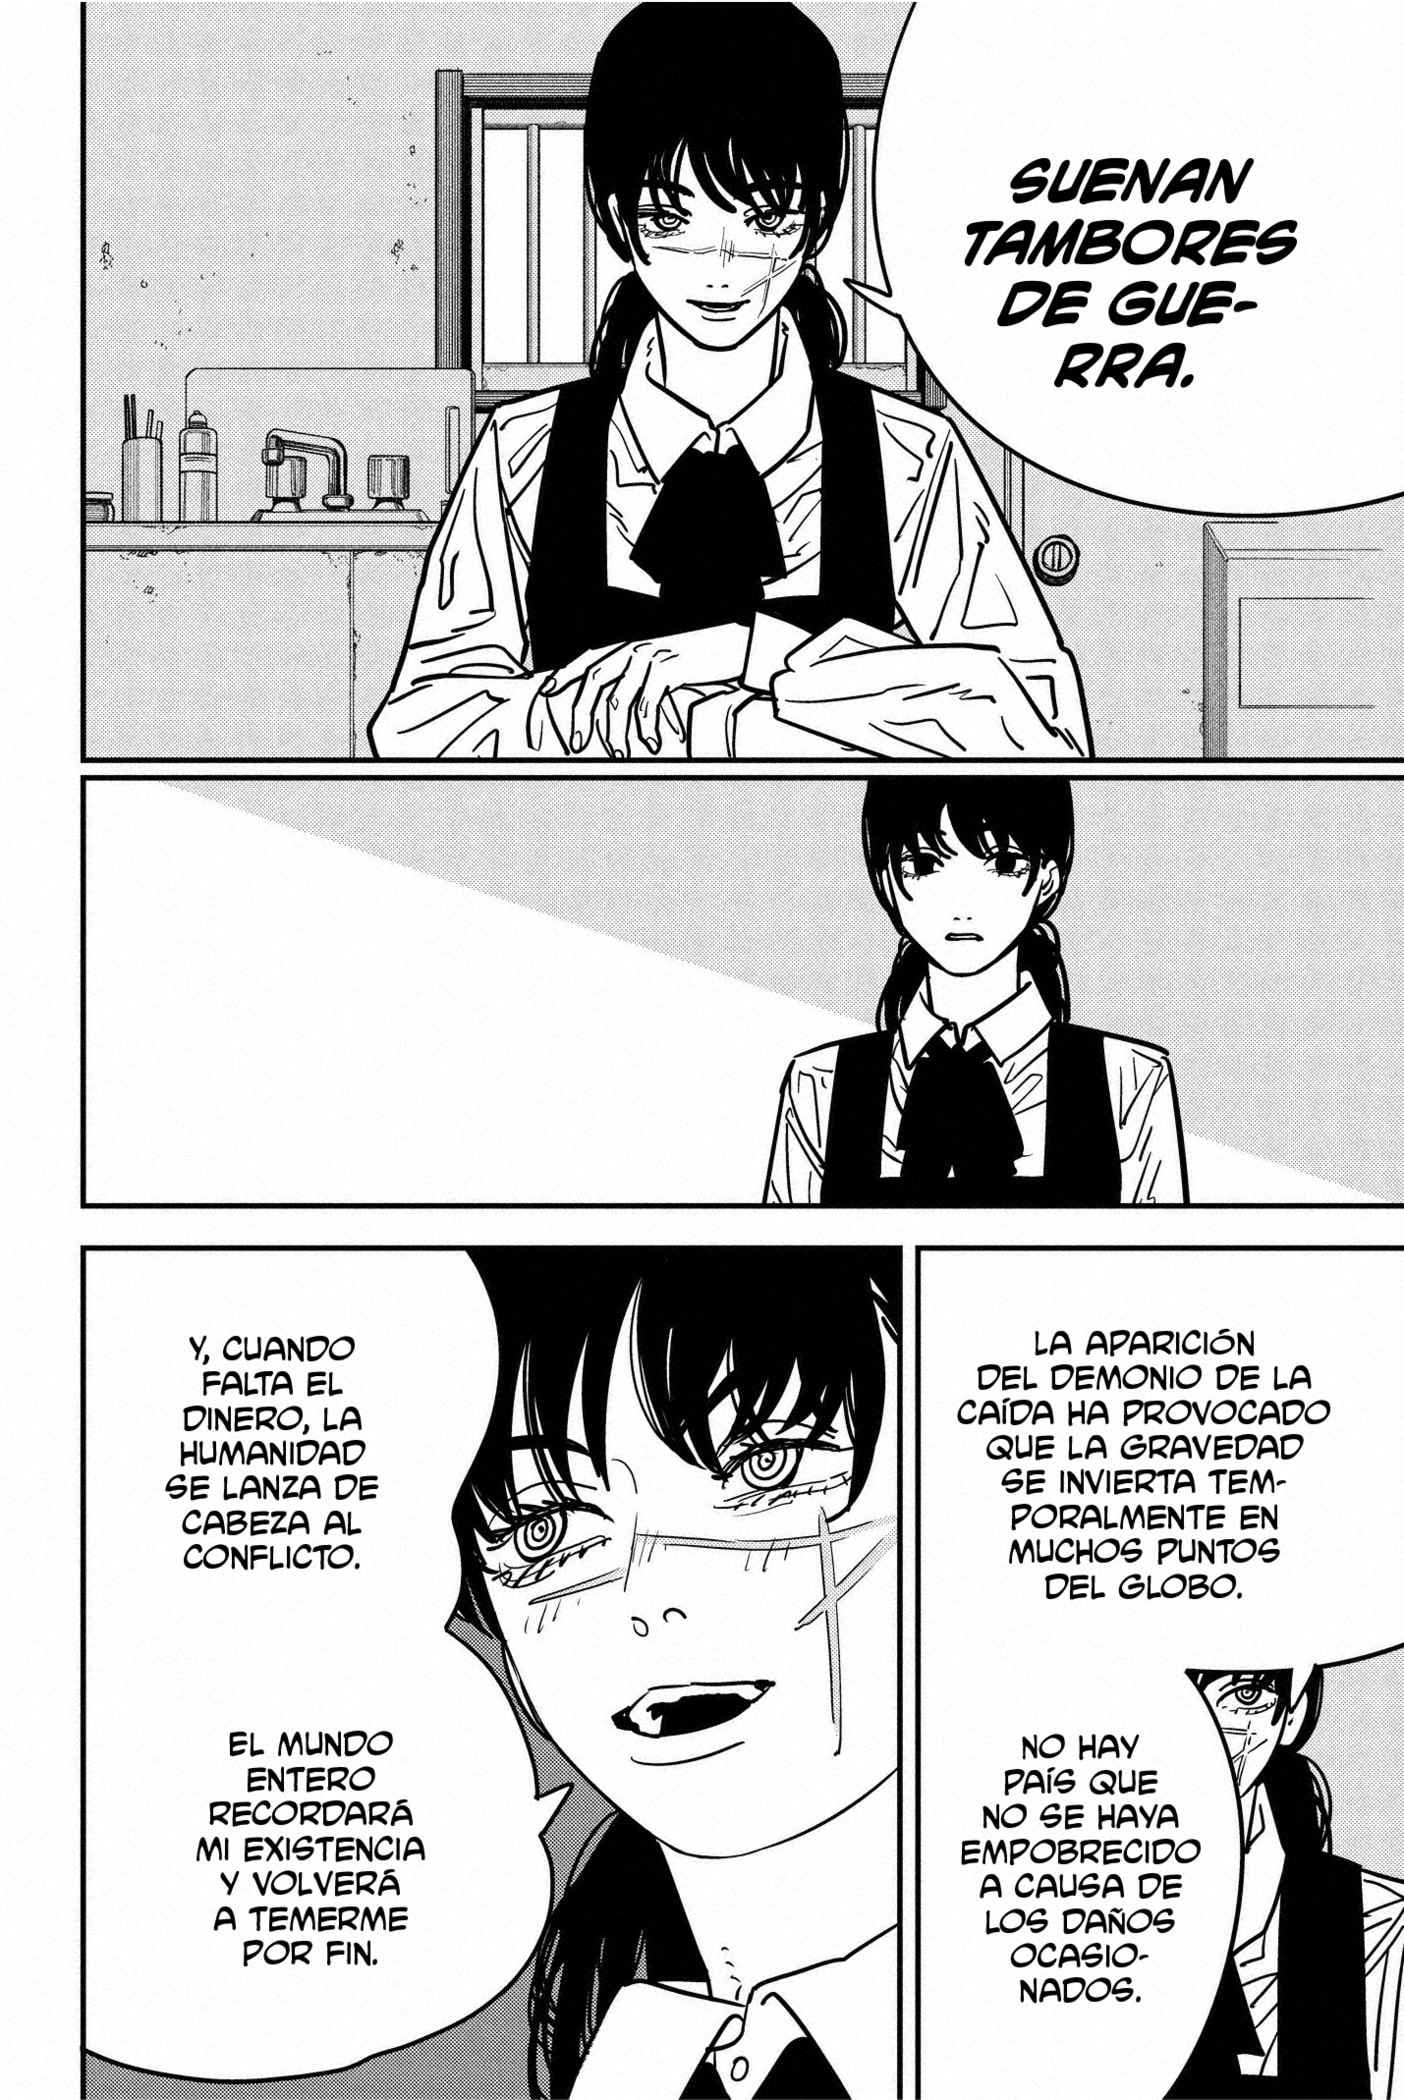 SUENAN
TAMBORES
DE GUE-
RRA.
LA APARICIÓN
DEL DEMONIO DE LA
CAÍDA HA PROVOCADO
QUE LA GRAVEDAD
SE INVIERTA TEM-
PORALMENTE EN
MUCHOS PUNTOS
DEL GLOBO.
NO HAY
PAÍS QUE
NO SE HAYA
EMPOBRECIDO
A CAUSA DE
LOS DAÑOS
OCASIO-
NADOS.
Y, CUANDO
FALTA EL
DINERO, LA
HUMANIDAD
SE LANZA DE
CABEZA AL
CONFLICTO.
EL MUNDO
ENTERO
RECORDARÁ
MI EXISTENCIA
Y VOLVERÁ
A TEMERME
POR FIN.